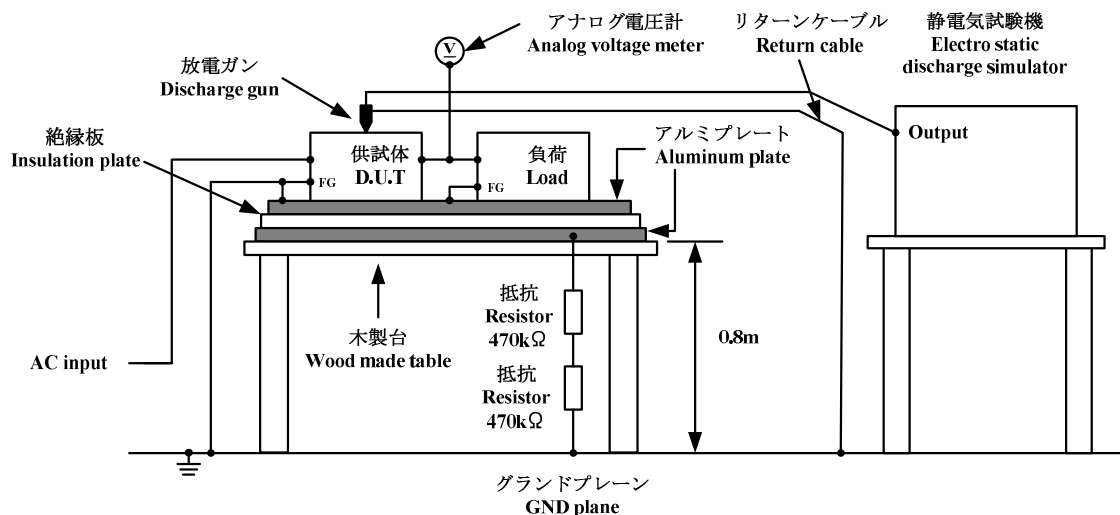 アナログ電圧計
Analog voltage meter
リターンケーブル
Return cable
静電気試験機
Electro static
discharge simulator
V
放電ガン
Discharge gun
絶縁板
Insulation plate
供試体
D.U.T
FG
負荷
Load
FG
アルミプレート
Aluminum plate
Output
抵抗
Resistor
470kΩ
0.8m
木製台
Wood made table
AC input
抵抗
Resistor
470kΩ
グランドプレーン
GND plane